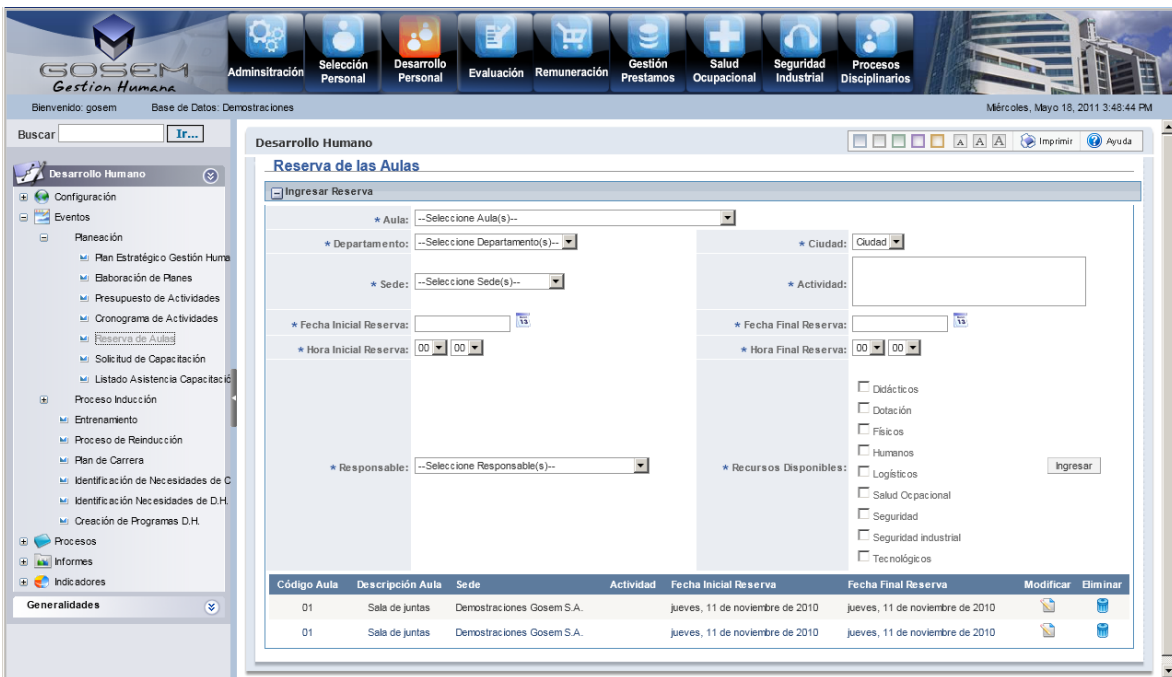 GOSEM
Gestion Humana
Adminsitración
Selección Personal
Desarrollo Personal
Evaluación
Remuneración
Gestión Prestamos
Salud Ocupacional
Seguridad Industrial
Procesos Disciplinarios
Bienvenido: gosem Base de Datos: Demostraciones Miércoles, Mayo 18, 2011 3:48:44 PM
Buscar Ir...
Desarrollo Humano
Configuración
Eventos
Planeación
Plan Estratégico Gestión Huma
Elaboración de Planes
Presupuesto de Actividades
Cronograma de Actividades
Reserva de Aulas
Solicitud de Capacitación
Listado Asistencia Capacitació
Proceso Inducción
Entrenamiento
Proceso de Reinducción
Plan de Carrera
Identificación de Necesidades de C
Identificación Necesidades de D.H.
Creación de Programas D.H.
Procesos
Informes
Indicadores
Generalidades
Desarrollo Humano A A A Imprimir Ayuda
Reserva de las Aulas
Ingresar Reserva
* Aula: --Seleccione Aula(s)--
* Departamento: --Seleccione Departamento(s)-- * Ciudad: Ciudad
* Sede: --Seleccione Sede(s)-- * Actividad:
* Fecha Inicial Reserva: 13 * Fecha Final Reserva: 13
* Hora Inicial Reserva: 00 00 * Hora Final Reserva: 00 00
* Responsable: --Seleccione Responsable(s)-- * Recursos Disponibles:
Didácticos
Dotación
Físicos
Humanos
Logísticos
Salud Ocpacional
Seguridad
Seguridad industrial
Tecnológicos
Ingresar
Código Aula Descripción Aula Sede Actividad Fecha Inicial Reserva Fecha Final Reserva Modificar Eliminar
01 Sala de juntas Demostraciones Gosem S.A. jueves, 11 de noviembre de 2010 jueves, 11 de noviembre de 2010
01 Sala de juntas Demostraciones Gosem S.A. jueves, 11 de noviembre de 2010 jueves, 11 de noviembre de 2010